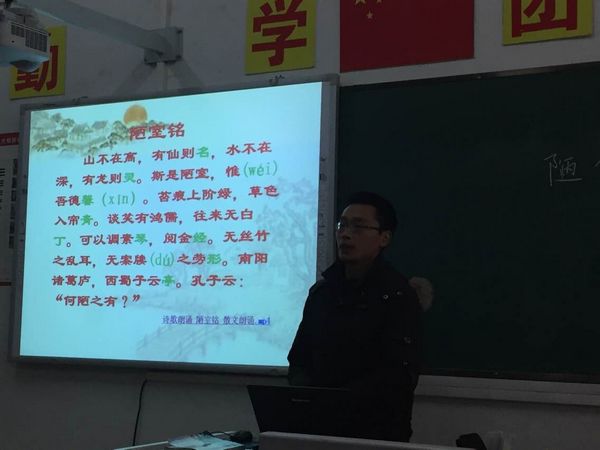 勤
学
团
陋室铭
山不在高，有仙则名，水不在
深，有龙则灵。斯是陋室，惟(wéi)
吾德馨(xīn)。苔痕上阶绿，草色
入帘青。谈笑有鸿儒，往来无白
丁。可以调素琴，阅金经。无丝竹
之乱耳，无案牍(dú)之劳形。南阳
诸葛庐，西蜀子云亭。孔子云：
“何陋之有？”
诗歌朗诵 陋室铭 散文朗诵.mp4
陋